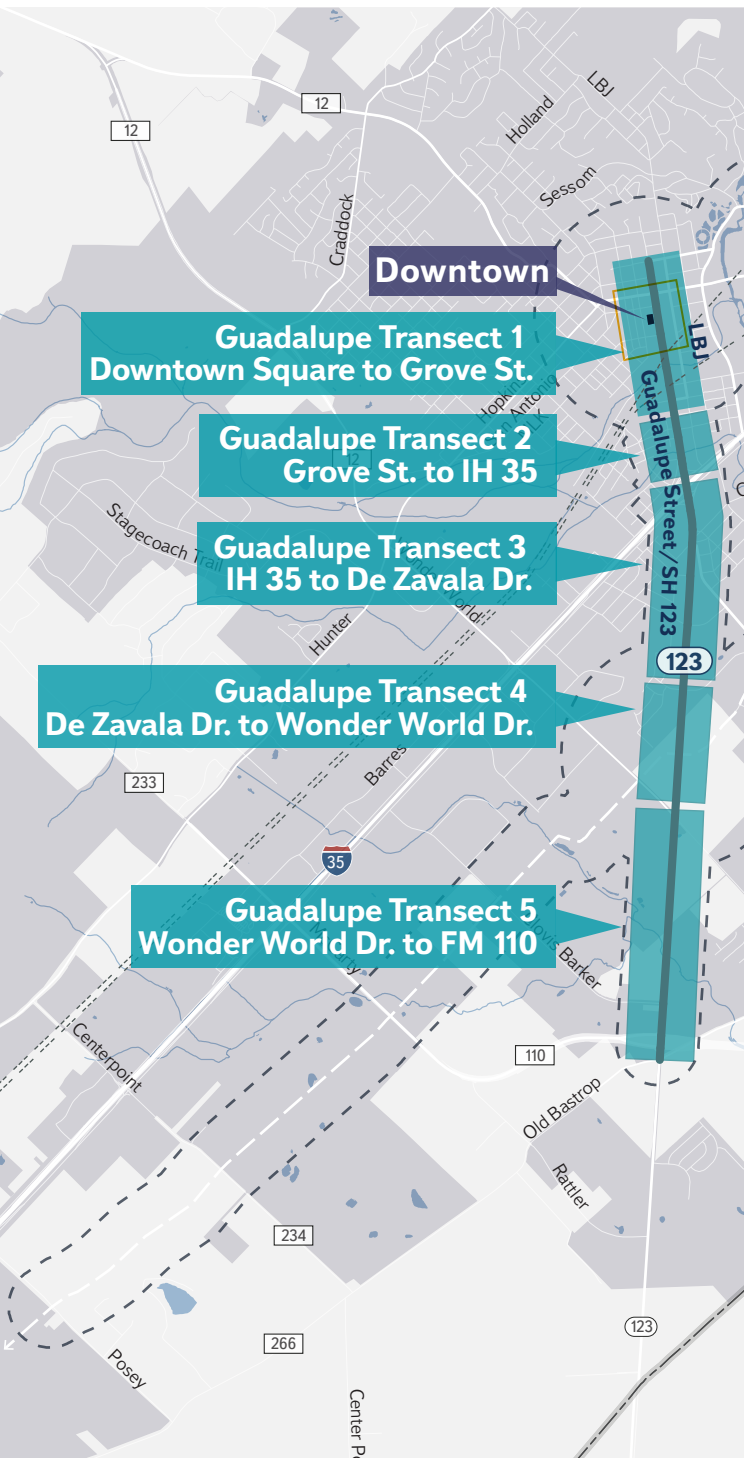 LBJ
12
Holland
12
Sessom
Craddock
Downtown
Guadalupe Transect 1
Downtown Square to Grove St.
LBJ
Guadalupe Street/SH 123
Guadalupe Transect 2
Grove St. to IH 35
12
Stagecoach Trail
Guadalupe Transect 3
IH 35 to De Zavala Dr.
Hunter
123
Guadalupe Transect 4
De Zavala Dr. to Wonder World Dr.
233
35
Guadalupe Transect 5
Wonder World Dr. to FM 110
Barker
Centerpoint
110
Old Bastrop
Rattler
234
123
266
Posey
Center